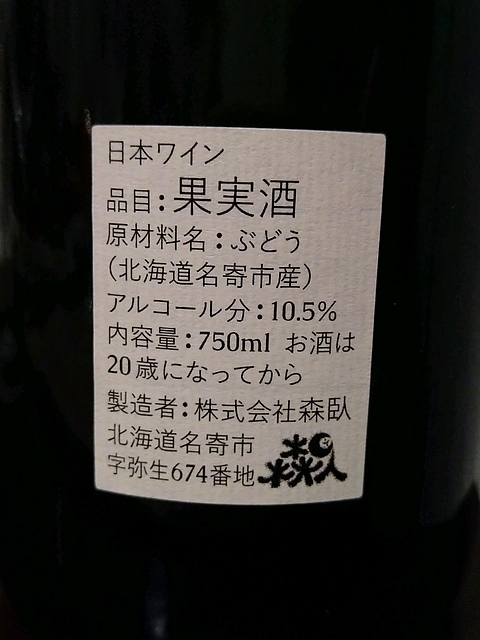 日本ワイン
品目：果実酒
原材料名：ぶどう
（北海道名寄市産）
アルコール分：10.5%
内容量：750ml お酒は
20歳になってから
製造者：株式会社森臥
北海道名寄市
字弥生674番地